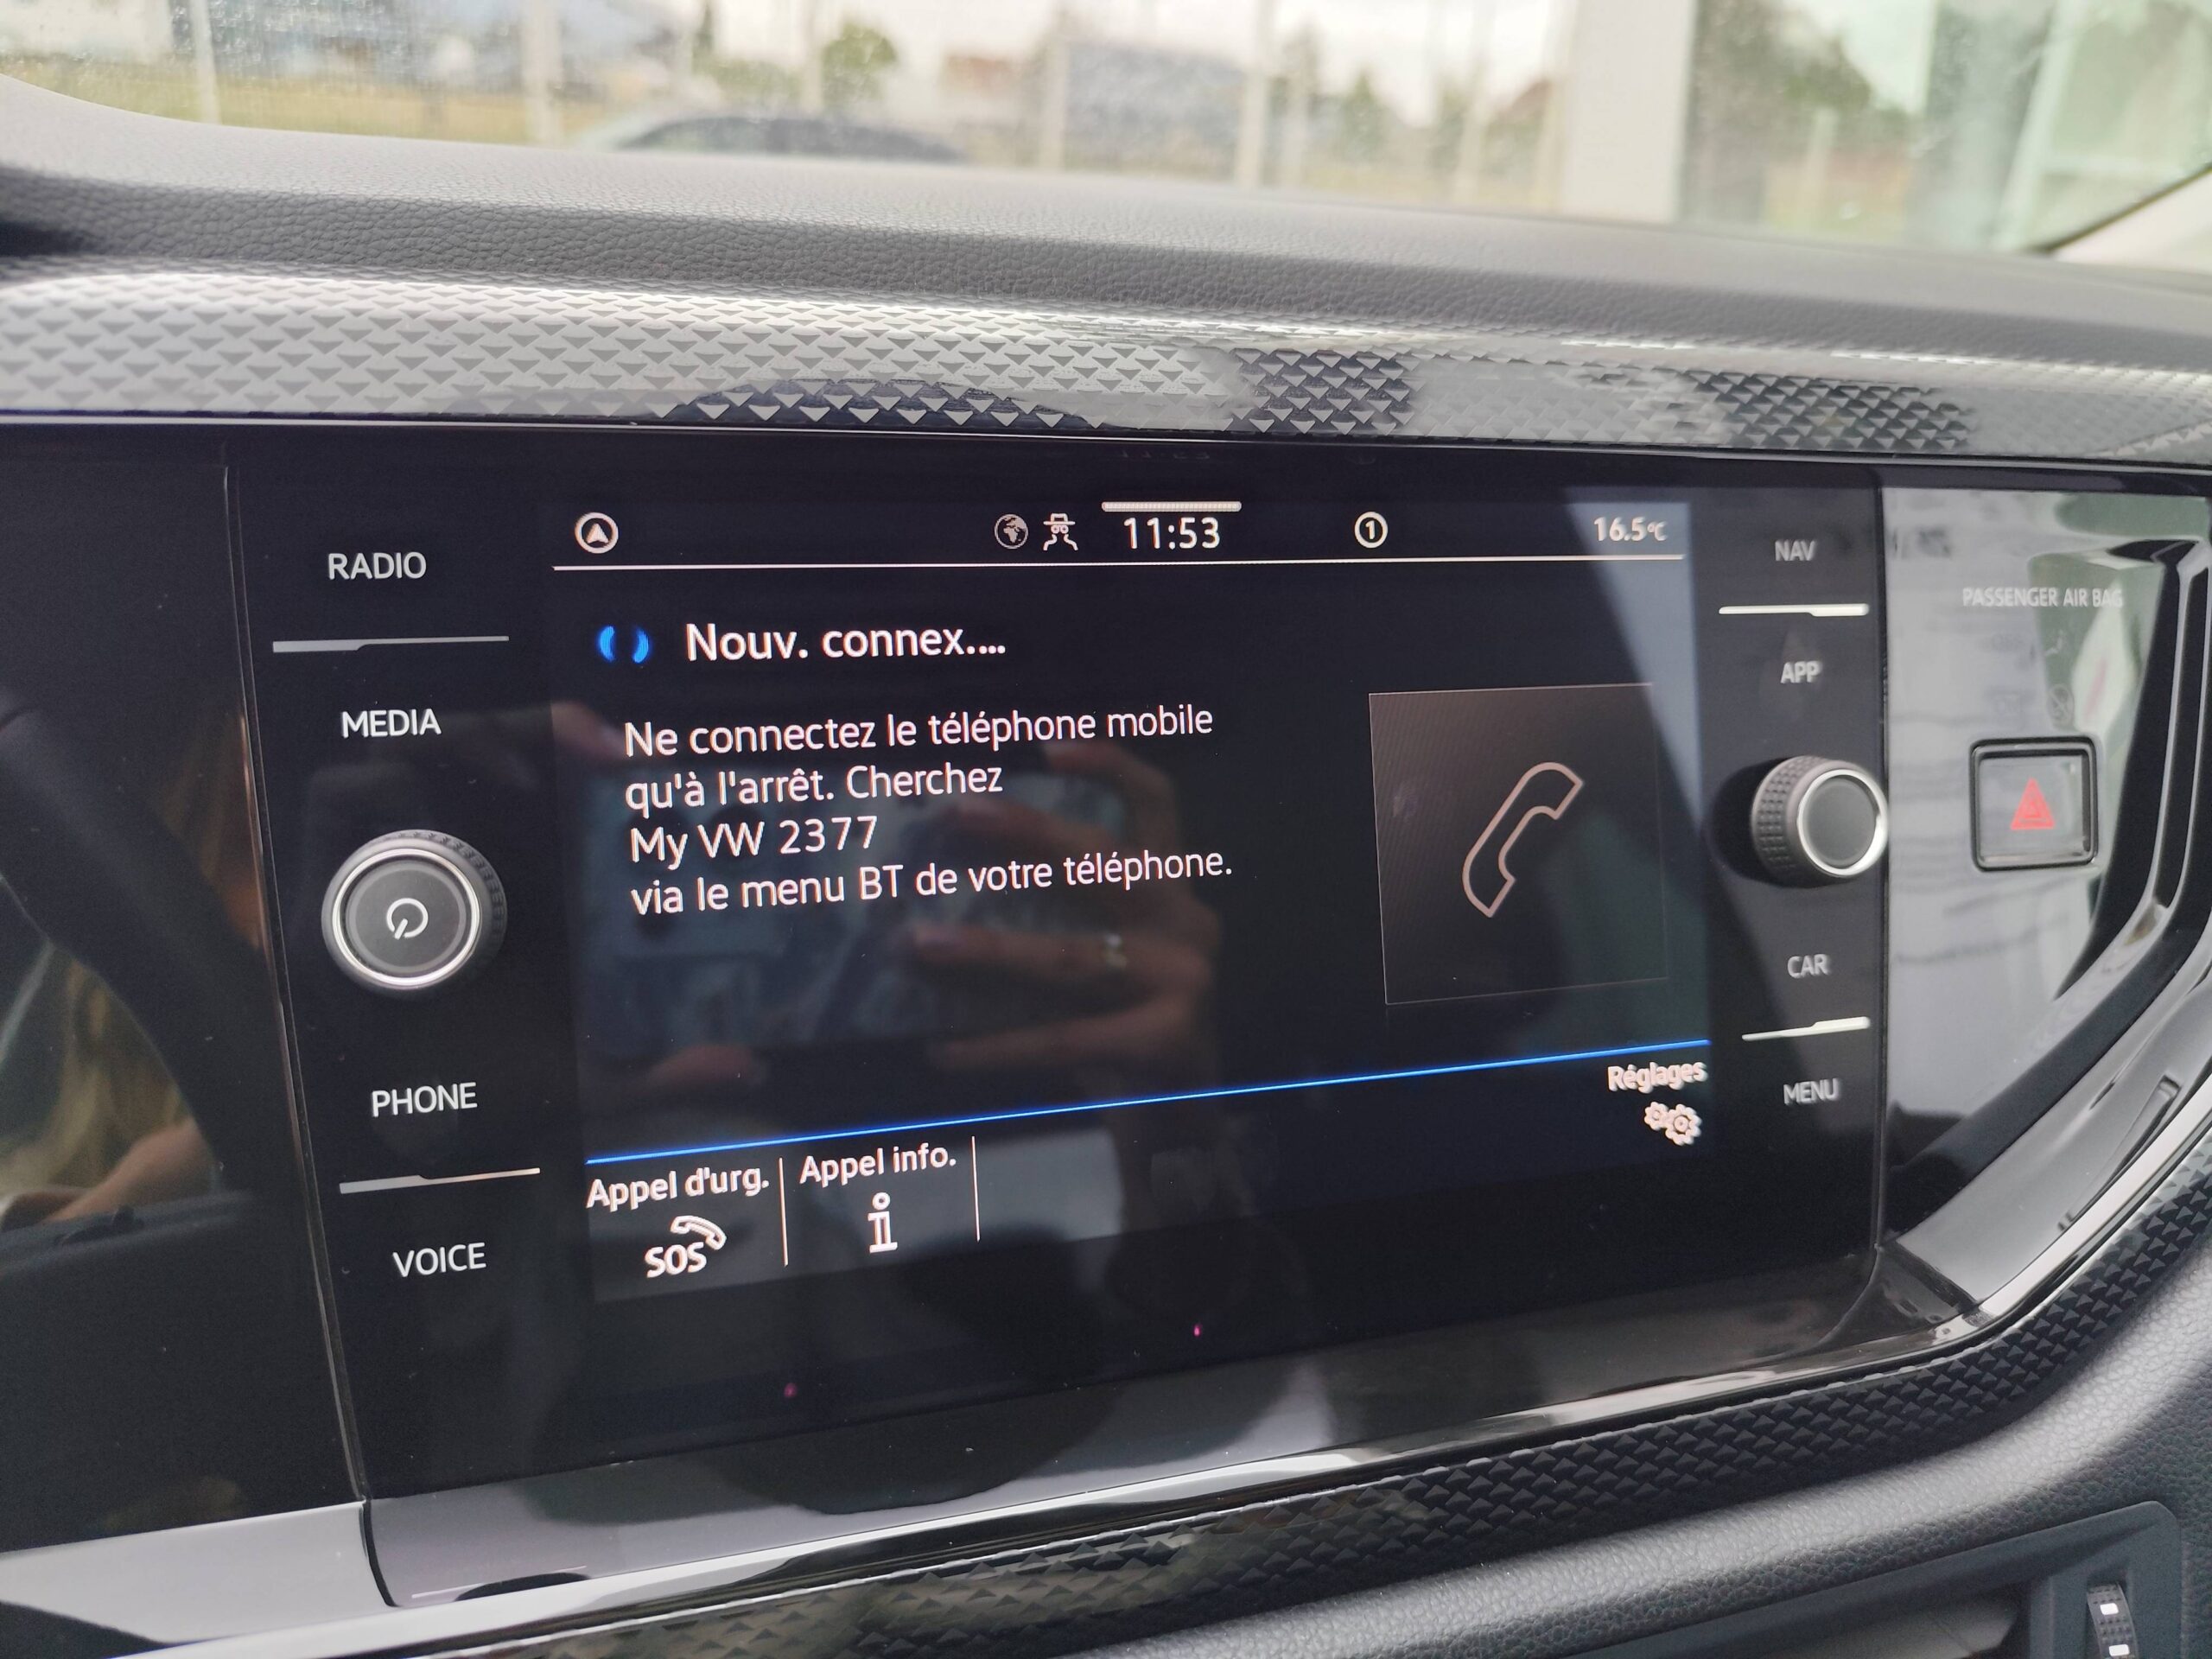 RADIO
MEDIA
PHONE
VOICE
11:53
1
16.5°C
Nouv. connex....
Ne connectez le téléphone mobile
qu'à l'arrêt. Cherchez
My VW 2377
via le menu BT de votre téléphone.
Réglages
Appel d'urg.
SOS
Appel info.
i
NAV
APP
CAR
MENU
PASSENGER AIR BAG